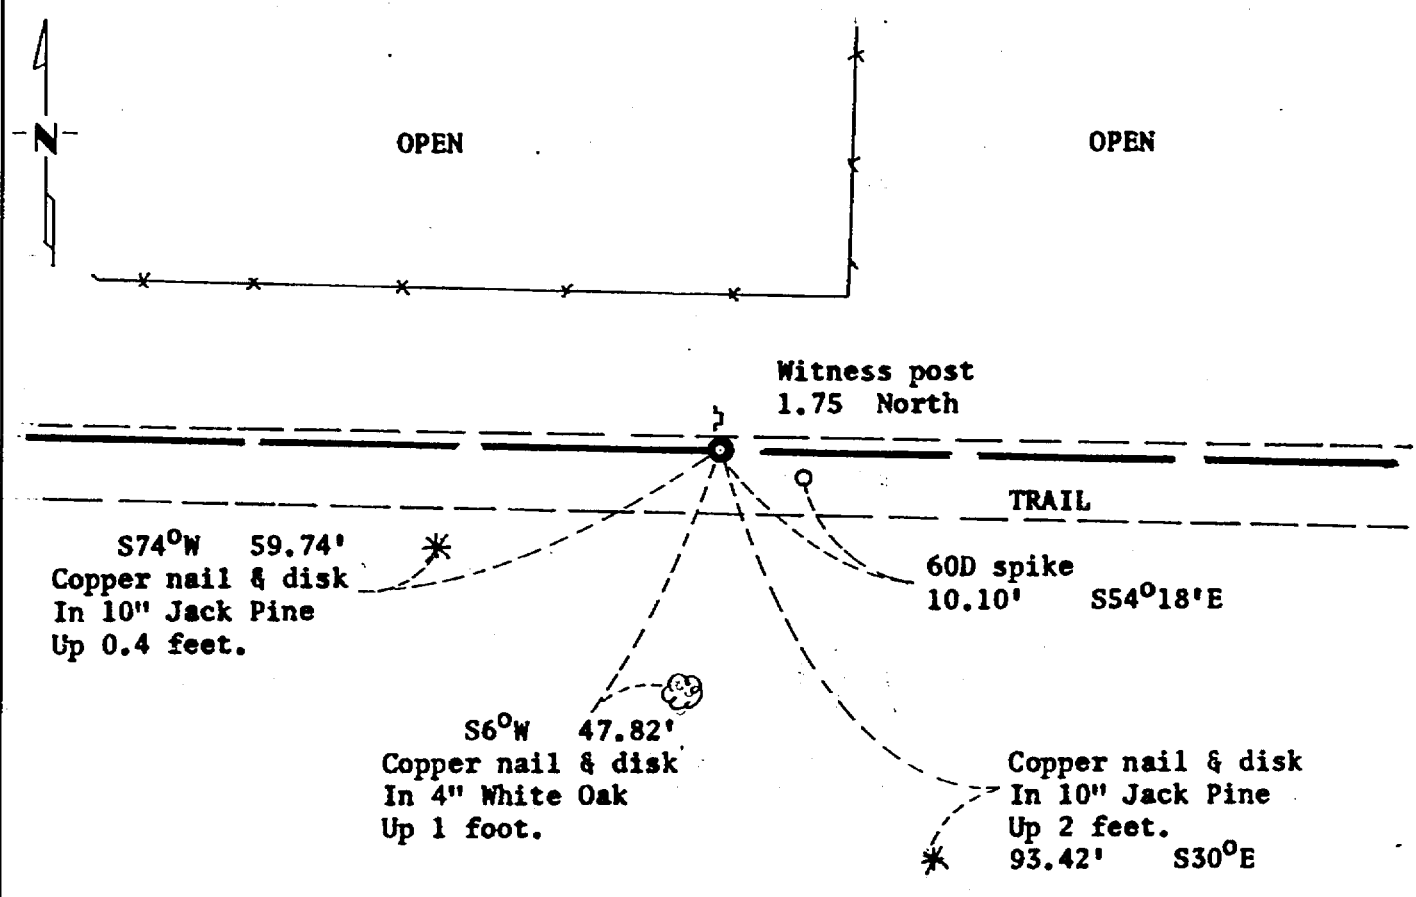 N
OPEN
OPEN
Witness post
1.75 North
TRAIL
S74°W 59.74'
Copper nail & disk
In 10" Jack Pine
Up 0.4 feet.
60D spike
10.10' S54°18'E
S6°W 47.82'
Copper nail & disk
In 4" White Oak
Up 1 foot.
Copper nail & disk
In 10" Jack Pine
Up 2 feet.
93.42' S30°E